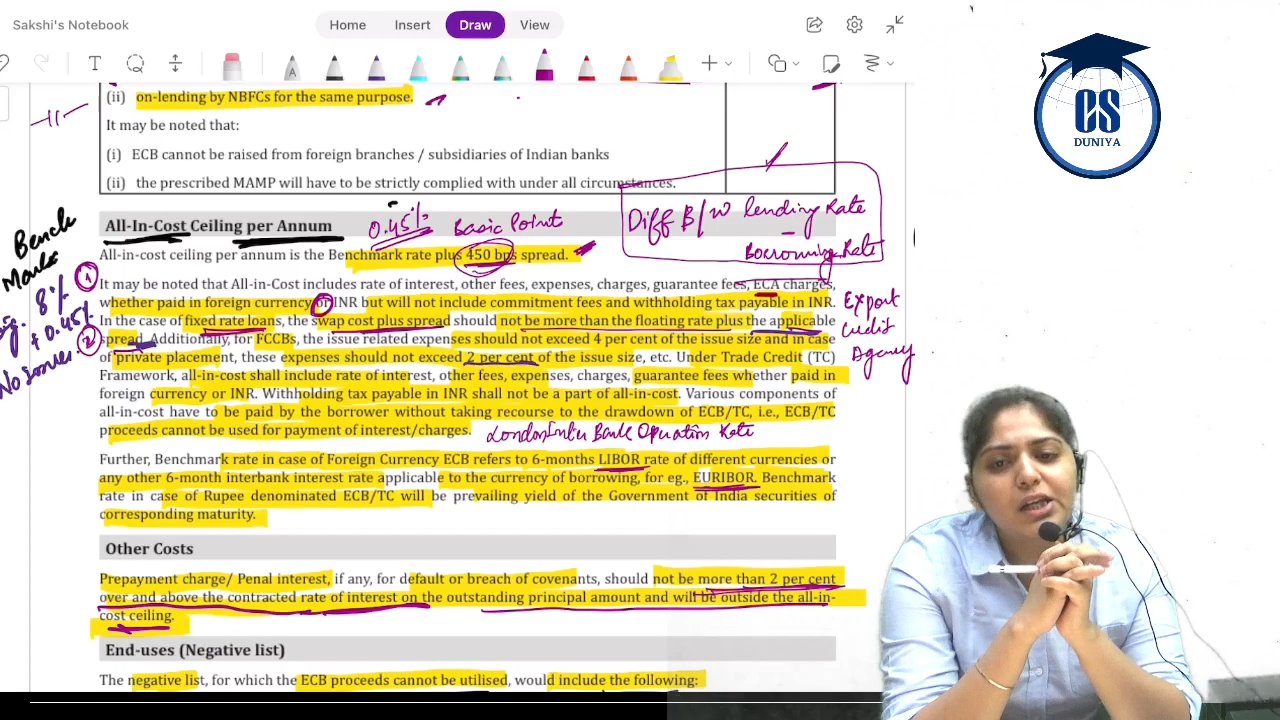 Sakshi's Notebook
Home Insert Draw View
(ii) on-lending by NBFCs for the same purpose.
It may be noted that:
(i) ECB cannot be raised from foreign branches / subsidiaries of Indian banks
(ii) the prescribed MAMP will have to be strictly complied with under all circumstances.
Diff B/w lending Rate
Borrowing Rate
All-In-Cost Ceiling per Annum
0.45% Basic Point
Bench
Mark
All-in-cost ceiling per annum is the Benchmark rate plus 450 bps spread.
It may be noted that All-in-Cost includes rate of interest, other fees, expenses, charges, guarantee fees, ECA charges,
whether paid in foreign currency or INR but will not include commitment fees and withholding tax payable in INR.
In the case of fixed rate loans, the swap cost plus spread should not be more than the floating rate plus the applicable
spread. Additionally, for FCCBs, the issue related expenses should not exceed 4 per cent of the issue size and in case
of private placement, these expenses should not exceed 2 per cent of the issue size, etc. Under Trade Credit (TC)
Framework, all-in-cost shall include rate of interest, other fees, expenses, charges, guarantee fees whether paid in
foreign currency or INR. Withholding tax payable in INR shall not be a part of all-in-cost. Various components of
all-in-cost have to be paid by the borrower without taking recourse to the drawdown of ECB/TC, i.e., ECB/TC
proceeds cannot be used for payment of interest/charges.
1
8%
+ 0.45%
2
Export
Credit
Agency
London Inter Bank Operation Rate
Further, Benchmark rate in case of Foreign Currency ECB refers to 6-months LIBOR rate of different currencies or
any other 6-month interbank interest rate applicable to the currency of borrowing, for eg., EURIBOR. Benchmark
rate in case of Rupee denominated ECB/TC will be prevailing yield of the Government of India securities of
corresponding maturity.
Other Costs
Prepayment charge/ Penal interest, if any, for default or breach of covenants, should not be more than 2 per cent
over and above the contracted rate of interest on the outstanding principal amount and will be outside the all-in-
cost ceiling.
End-uses (Negative list)
The negative list, for which the ECB proceeds cannot be utilised, would include the following:
CS
DUNIYA